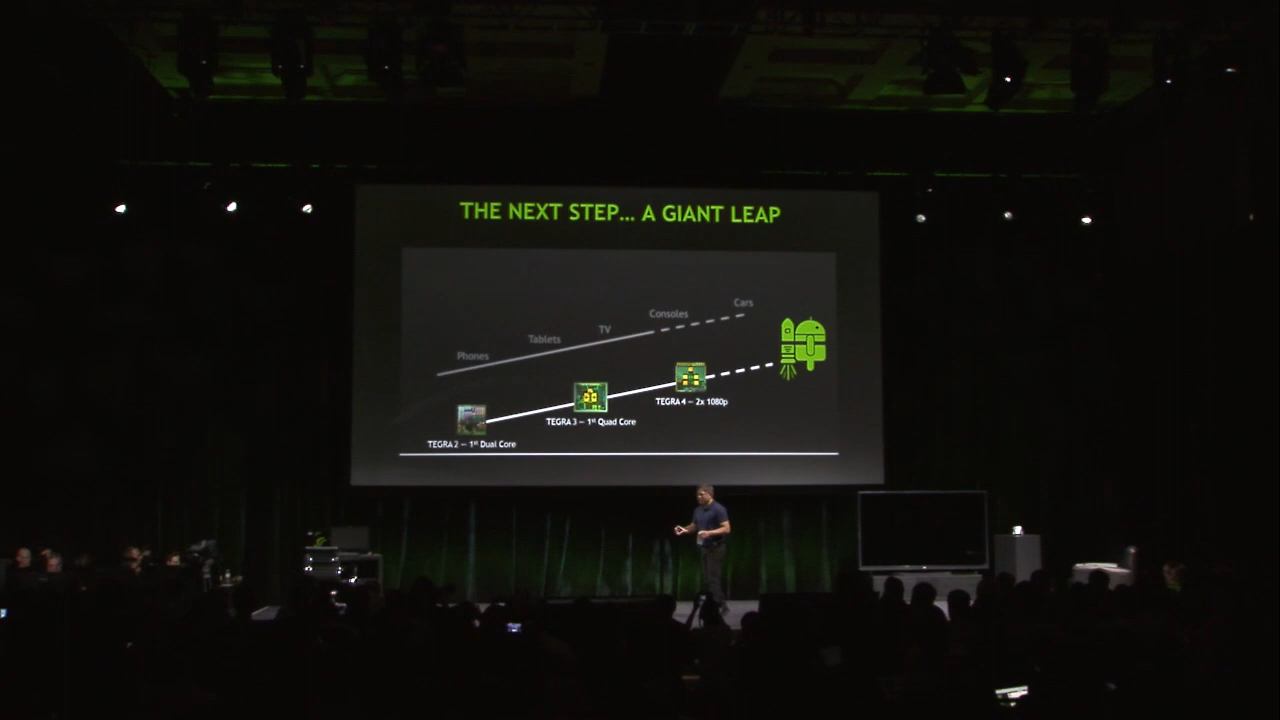 THE NEXT STEP... A GIANT LEAP
Cars
Consoles
TV
Tablets
Phones
TEGRA 4 – 2x 1080p
TEGRA 3 – 1st Quad Core
TEGRA 2 – 1st Dual Core